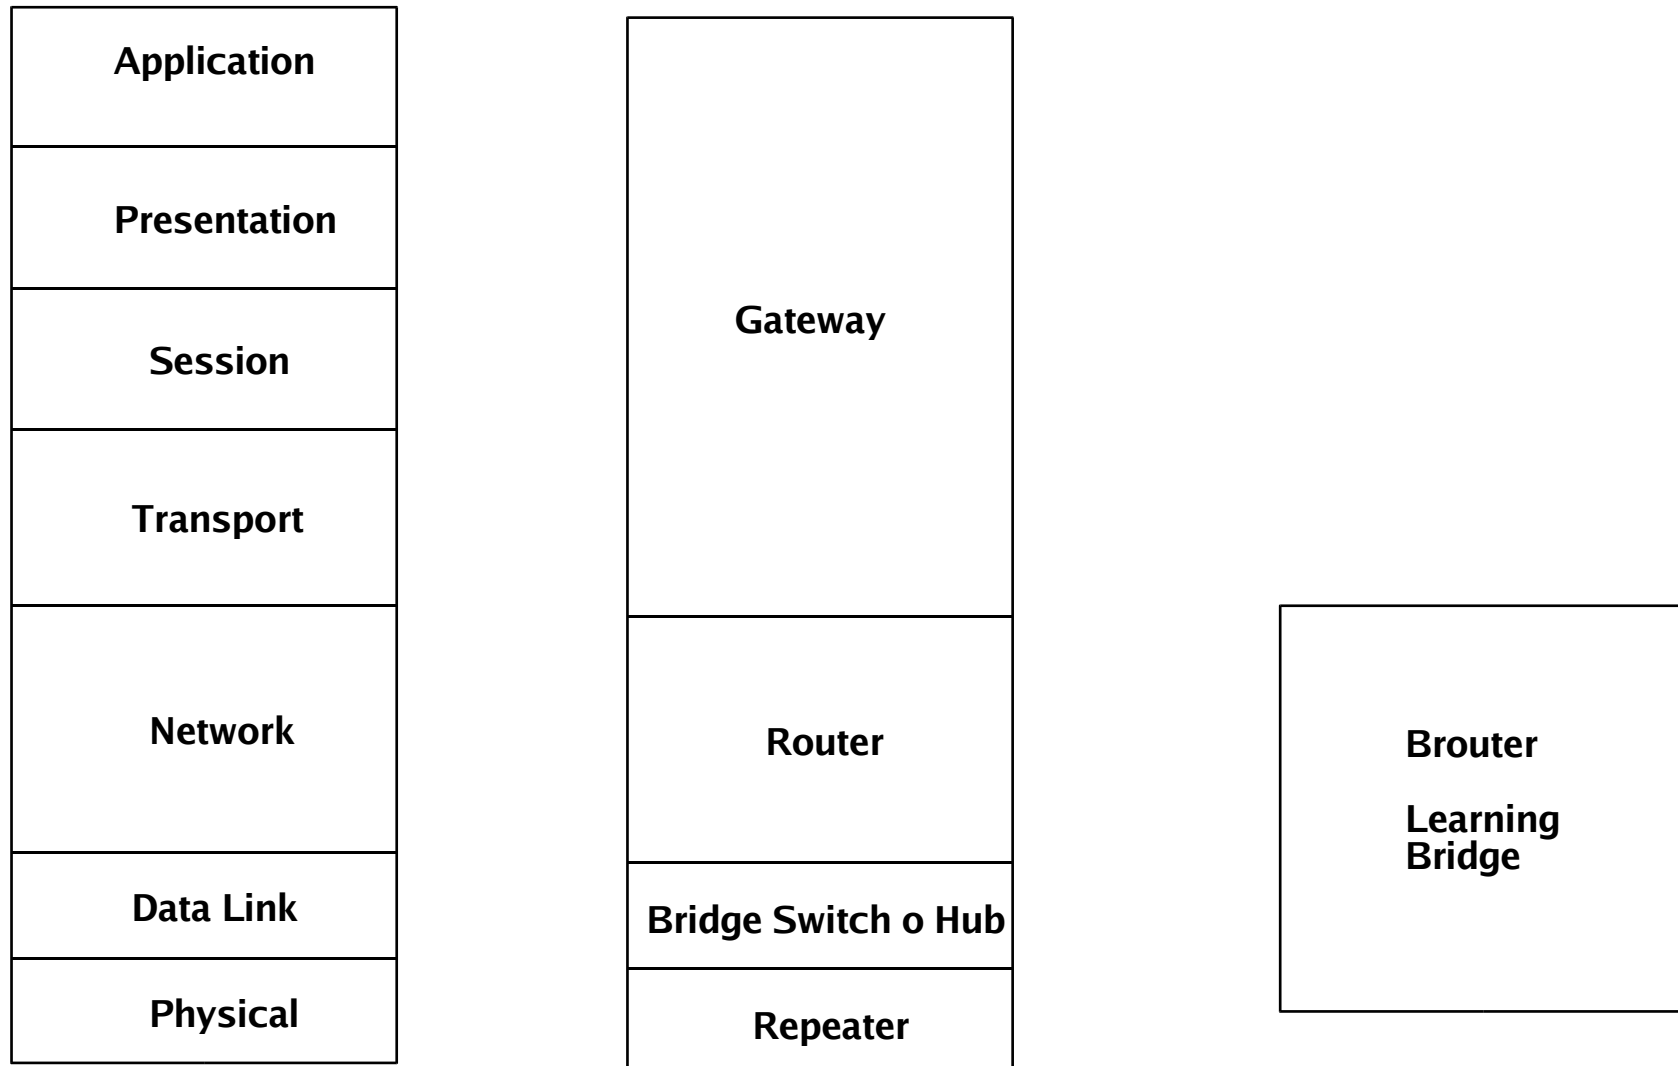 Application
Presentation
Session
Transport
Network
Data Link
Physical
Gateway
Router
Bridge Switch o Hub
Repeater
Brouter
Learning
Bridge